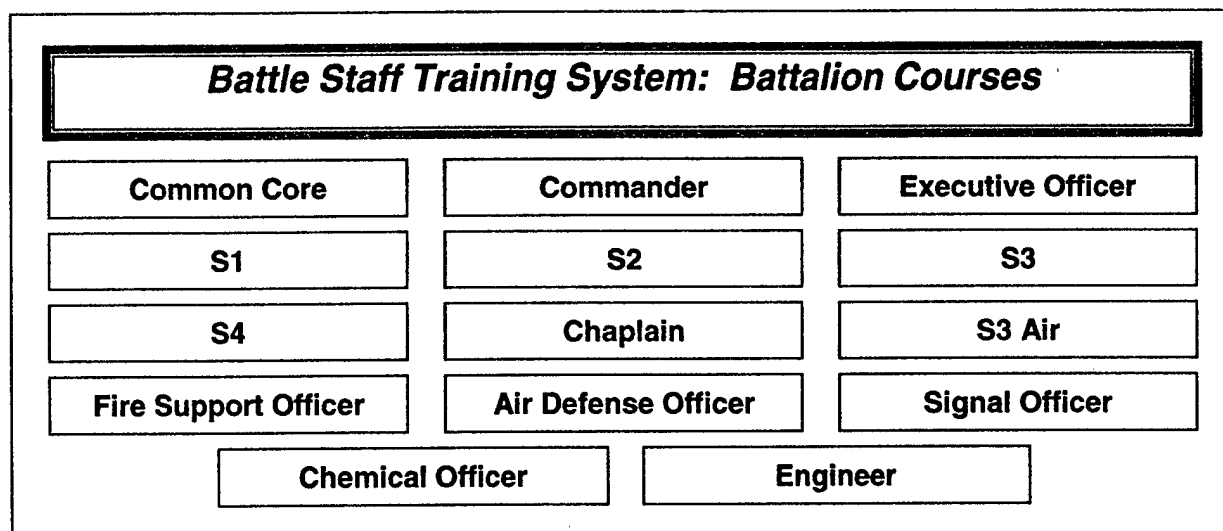 Battle Staff Training System: Battalion Courses
Common Core
Commander
Executive Officer
S1
S2
S3
S4
Chaplain
S3 Air
Fire Support Officer
Air Defense Officer
Signal Officer
Chemical Officer
Engineer